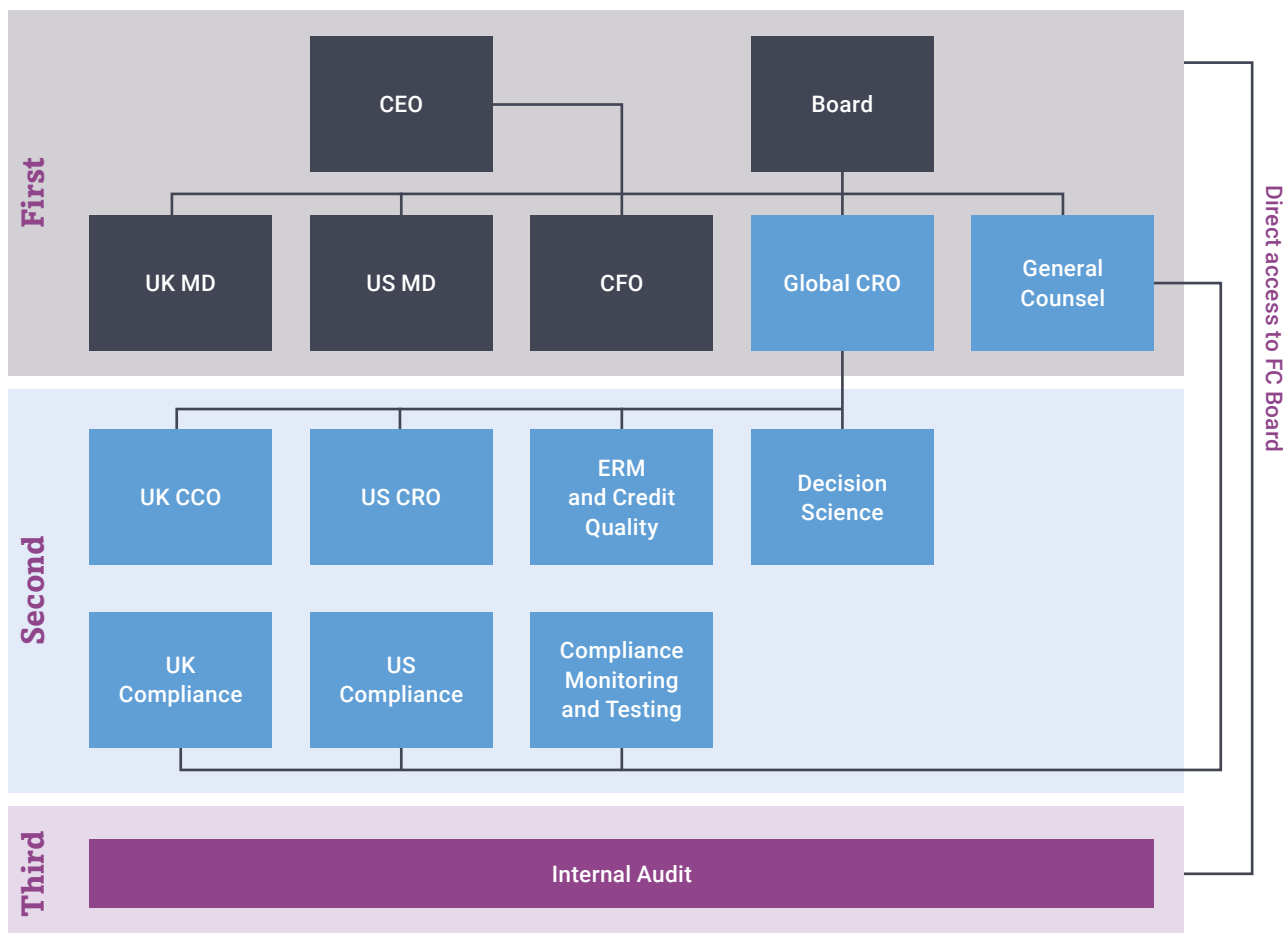 First
CEO
Board
UK MD
US MD
CFO
Global CRO
General
Counsel
Direct access to FC Board
Second
UK CCO
US CRO
ERM
and Credit
Quality
Decision
Science
UK
Compliance
US
Compliance
Compliance
Monitoring
and Testing
Third
Internal Audit